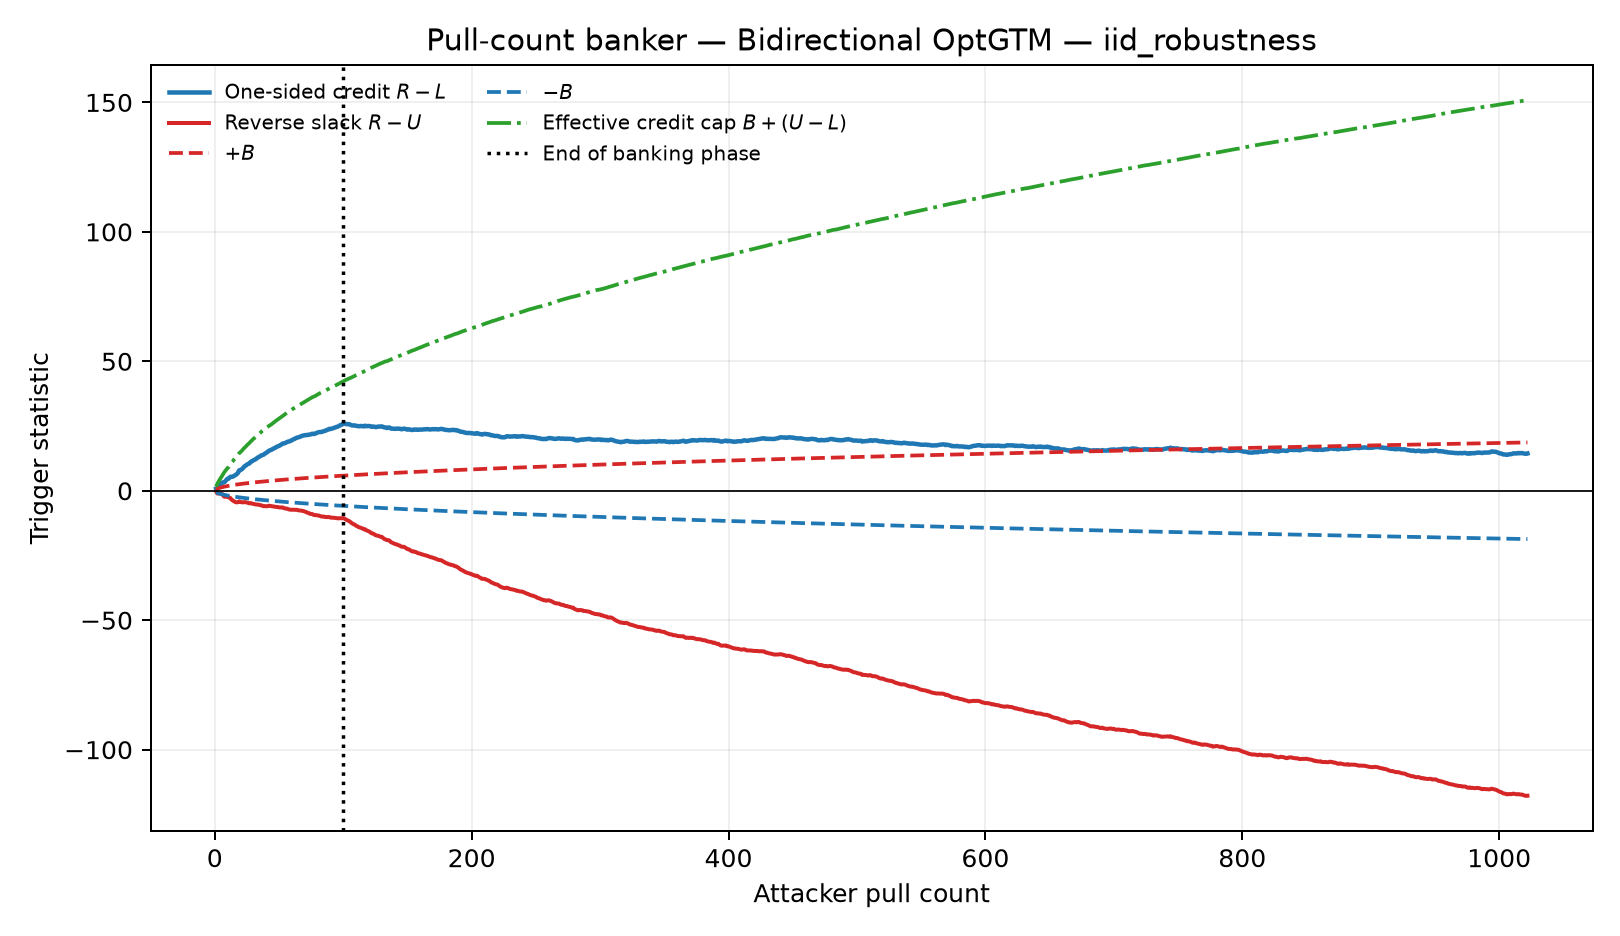 Pull-count banker — Bidirectional OptGTM — iid_robustness
One-sided credit R − L
Reverse slack R − U
+B
−B
Effective credit cap B + (U − L)
End of banking phase
Trigger statistic
150
100
50
0
−50
−100
0 200 400 600 800 1000
Attacker pull count